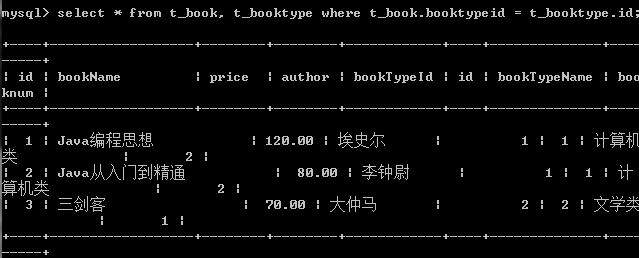 mysql> select * from t_book, t_booktype where t_book.booktypeid = t_booktype.id;
+----+--------------------+--------+--------+------------+----+--------------+----
-----+
| id | bookName | price | author | bookTypeId | id | bookTypeName | boo
knum |
+----+--------------------+--------+--------+------------+----+--------------+----
-----+
| 1 | Java编程思想 | 120.00 | 埃史尔 | 1 | 1 | 计算机
类 | 2 |
| 2 | Java从入门到精通 | 80.00 | 李钟尉 | 1 | 1 | 计
算机类 | 2 |
| 3 | 三剑客 | 70.00 | 大仲马 | 2 | 2 | 文学类
| 1 |
+----+--------------------+--------+--------+------------+----+--------------+----
-----+